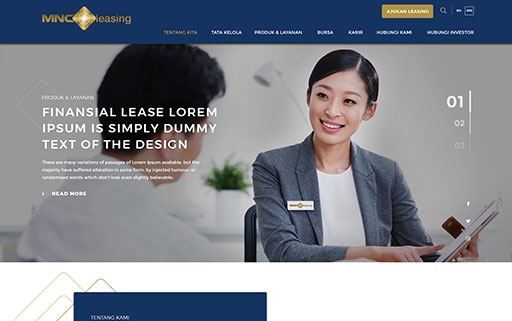 MNC leasing
AJUKAN LEASING
EN
IDN
TENTANG KITA TATA KELOLA PRODUK & LAYANAN BURSA KARIR HUBUNGI KAMI HUBUNGI INVESTOR
PRODUK & LAYANAN
FINANSIAL LEASE LOREM
IPSUM IS SIMPLY DUMMY
TEXT OF THE DESIGN
There are many variations of passages of Lorem Ipsum available, but the
majority have suffered alteration in some form, by injected humour, or
randomised words which don't look even slightly believable.
READ MORE
01
02
03
MNC leasing
TENTANG KAMI